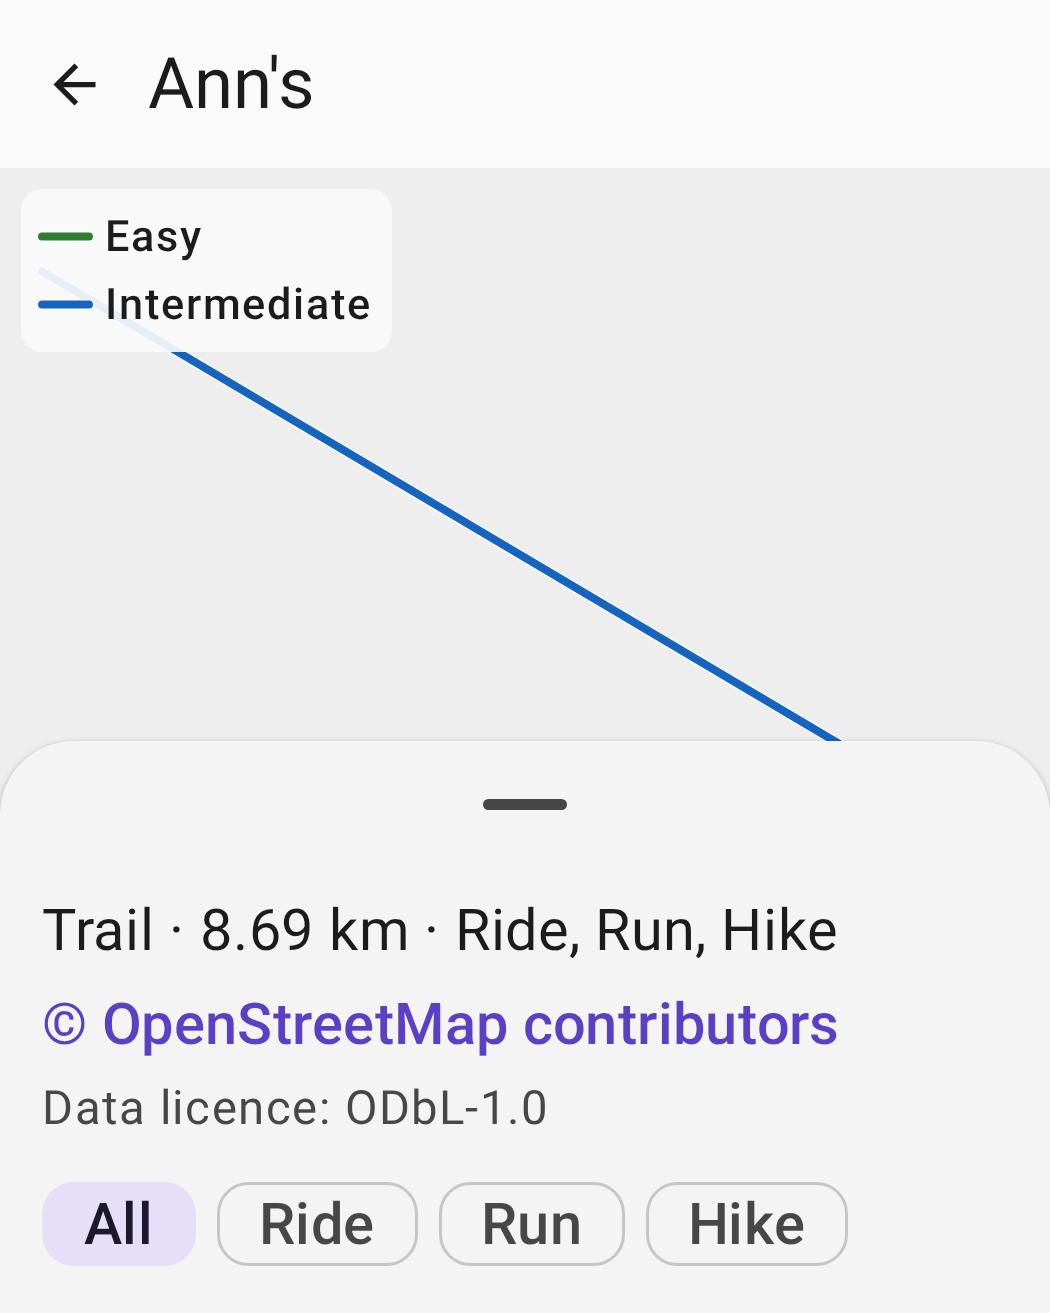 Ann's
Easy
Intermediate
Trail · 8.69 km · Ride, Run, Hike
© OpenStreetMap contributors
Data licence: ODbL-1.0
All Ride Run Hike